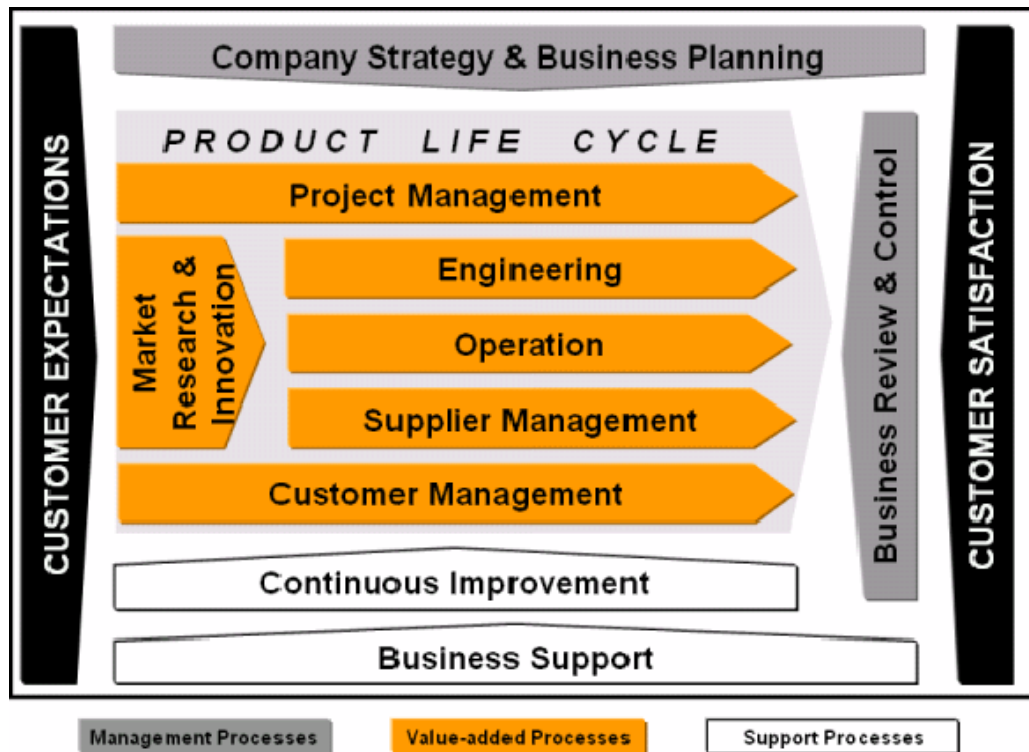 Company Strategy & Business Planning
CUSTOMER EXPECTATIONS
PRODUCT LIFE CYCLE
Project Management
Market
Research &
Innovation
Engineering
Operation
Supplier Management
Customer Management
Business Review & Control
CUSTOMER SATISFACTION
Continuous Improvement
Business Support
Management Processes
Value-added Processes
Support Processes